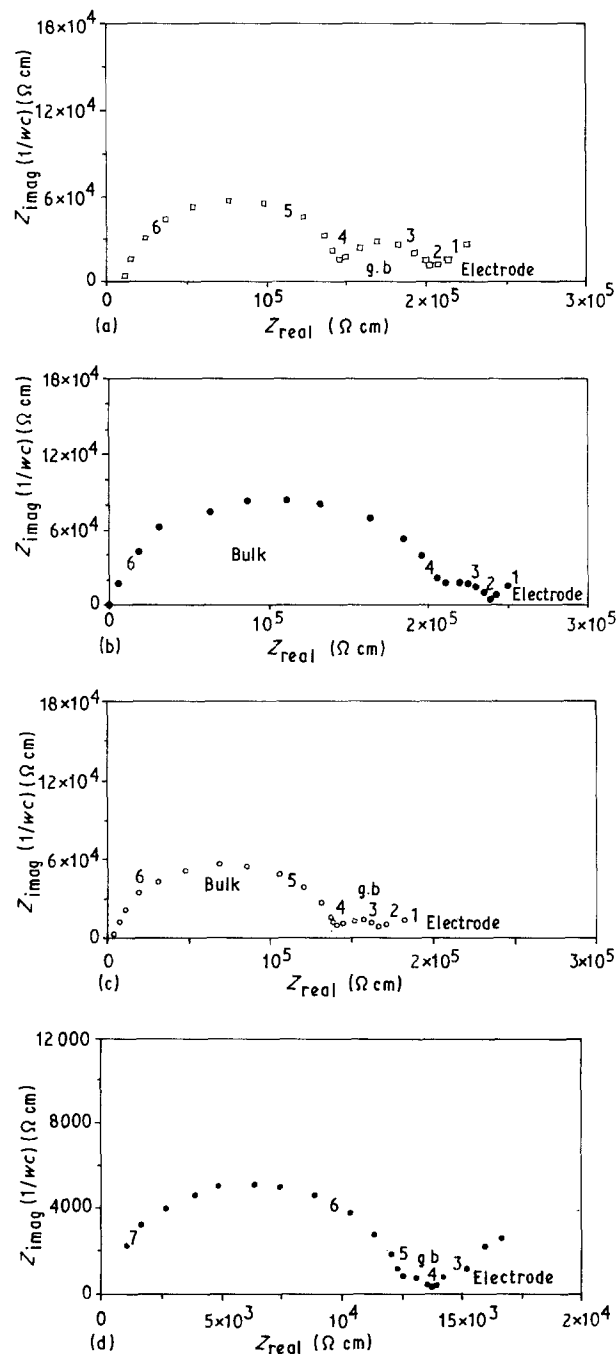 18×10⁴
12×10⁴
6×10⁴
0
Z_imag (1/wc) (Ω cm)
6
5
4
3
2
1
g.b
Electrode
10⁵
2×10⁵
3×10⁵
(a)
Z_real (Ω cm)
18×10⁴
12×10⁴
6×10⁴
0
Z_imag (1/wc) (Ω cm)
6
Bulk
4
3
2
1
Electrode
0
10⁵
2×10⁵
3×10⁵
(b)
Z_real (Ω cm)
18×10⁴
12×10⁴
6×10⁴
0
Z_imag (1/wc) (Ω cm)
6
Bulk
5
g.b
4
3
2
1
Electrode
0
10⁵
2×10⁵
3×10⁵
(c)
Z_real (Ω cm)
12 000
8000
4000
0
Z_imag (1/wc) (Ω cm)
7
6
5
g b
4
3
Electrode
0
5×10³
10⁴
15×10³
2×10⁴
(d)
Z_real (Ω cm)